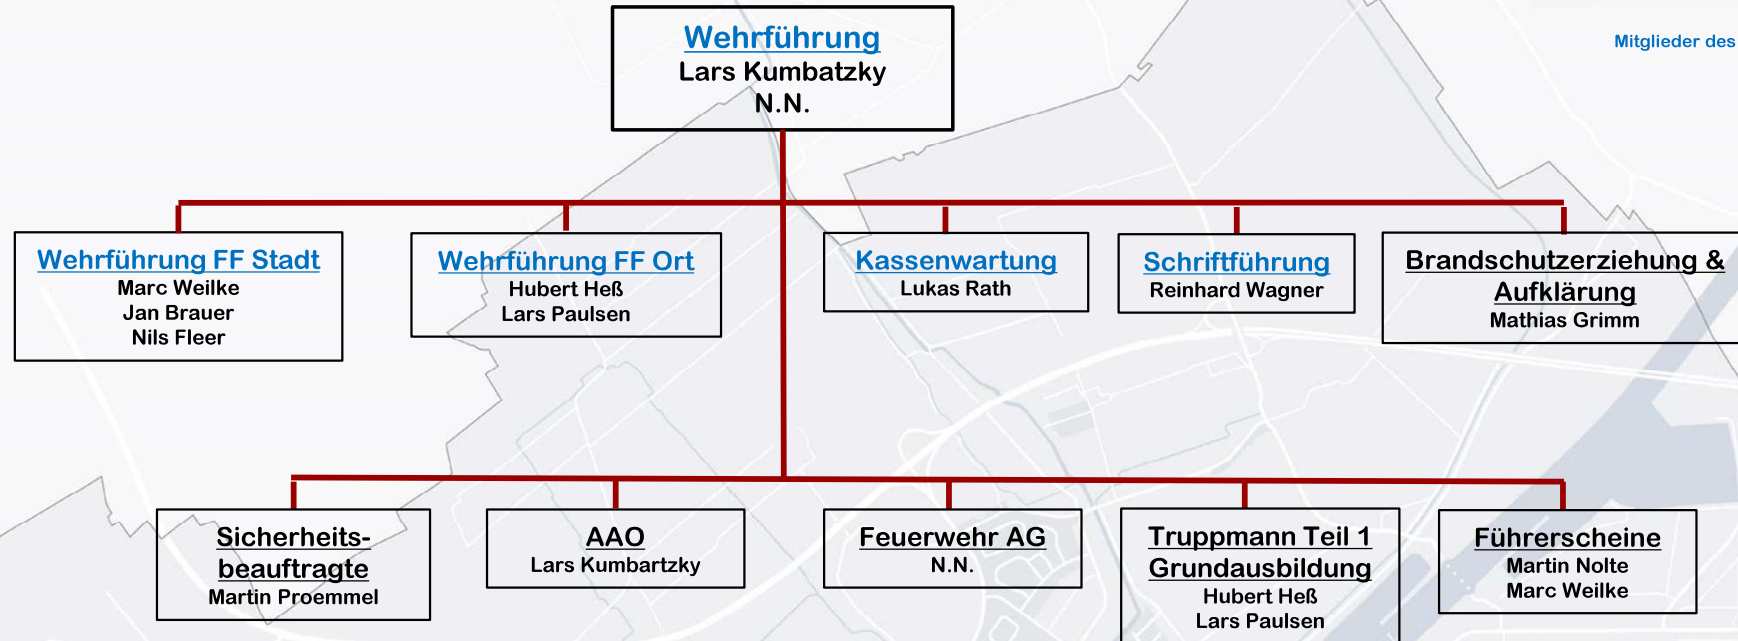 Wehrführung
Lars Kumbatzky
N.N.
Mitglieder des
Wehrführung FF Stadt
Marc Weilke
Jan Brauer
Nils Fleer
Wehrführung FF Ort
Hubert Heß
Lars Paulsen
Kassenwartung
Lukas Rath
Schriftführung
Reinhard Wagner
Brandschutzerziehung &
Aufklärung
Mathias Grimm
Sicherheits-
beauftragte
Martin Proemmel
AAO
Lars Kumbartzky
Feuerwehr AG
N.N.
Truppmann Teil 1
Grundausbildung
Hubert Heß
Lars Paulsen
Führerscheine
Martin Nolte
Marc Weilke